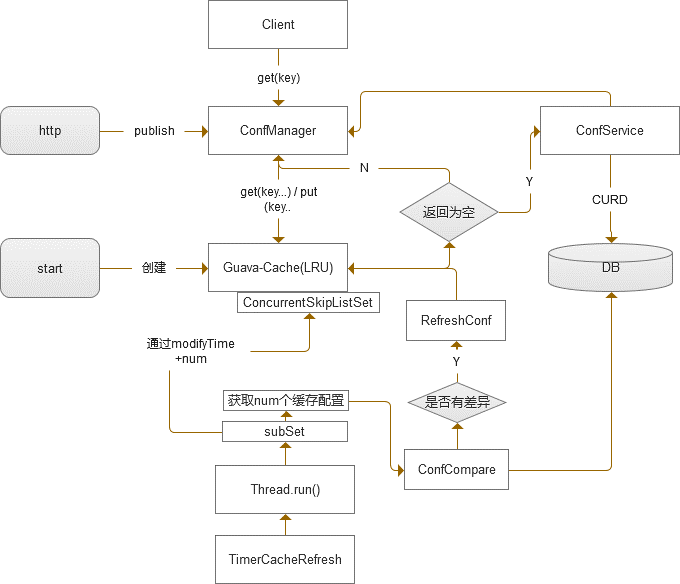 Client
get(key)
http
publish
ConfManager
ConfService
N
Y
get(key...) / put
(key..
返回为空
CURD
start
创建
Guava-Cache(LRU)
DB
ConcurrentSkipListSet
RefreshConf
通过modifyTime
+num
Y
获取num个缓存配置
是否有差异
subSet
ConfCompare
Thread.run()
TimerCacheRefresh